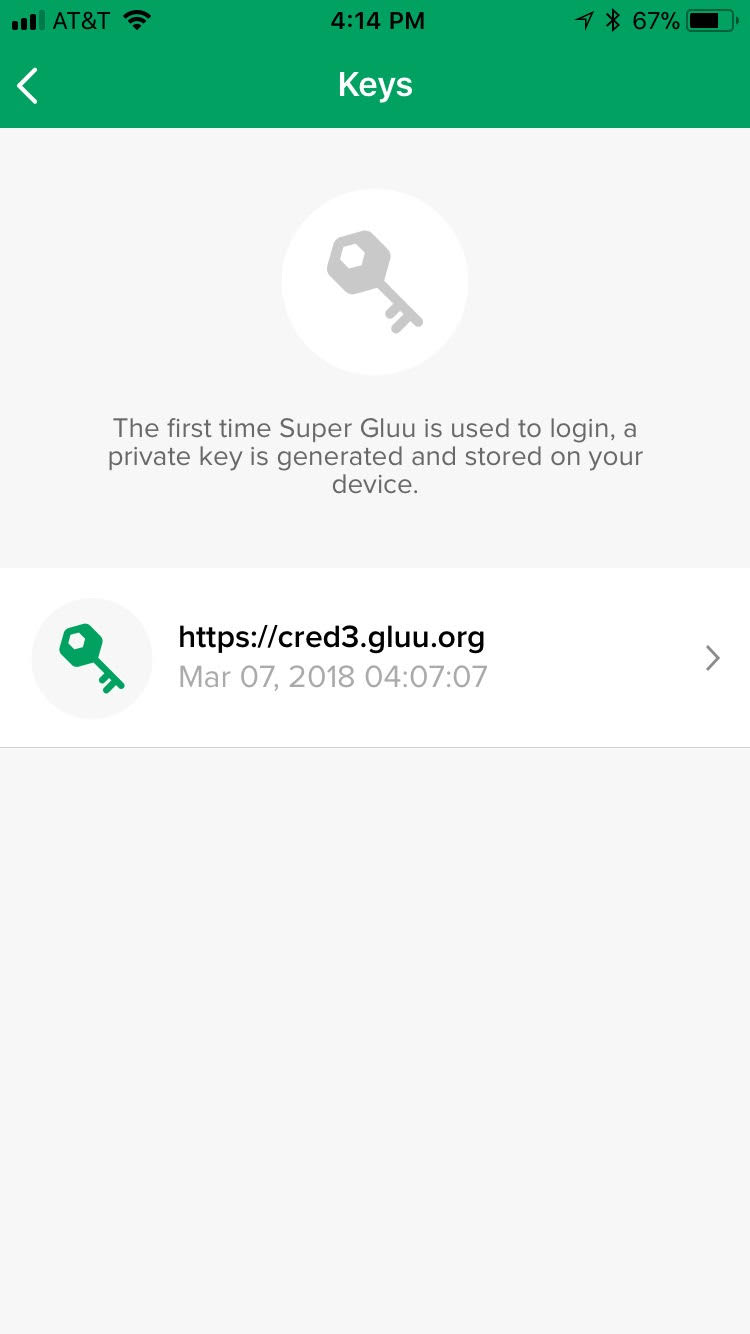 AT&T 4:14 PM 67%
Keys
The first time Super Gluu is used to login, a
private key is generated and stored on your
device.
https://cred3.gluu.org
Mar 07, 2018 04:07:07